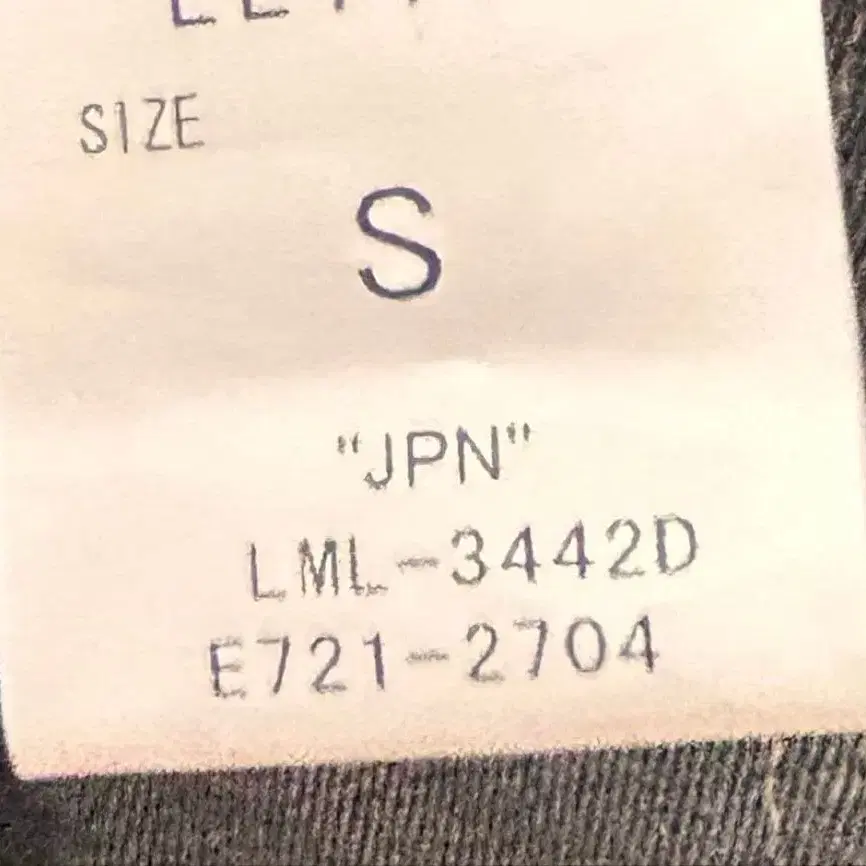 SIZE
S
"JPN"
LML-3442D
E721-2704